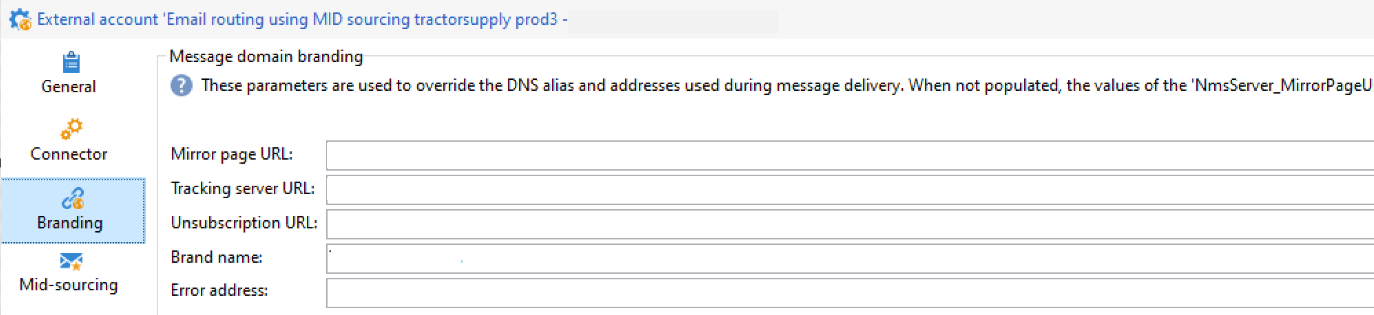 External account 'Email routing using MID sourcing tractorsupply prod3 -
Message domain branding
General
These parameters are used to override the DNS alias and addresses used during message delivery. When not populated, the values of the 'NmsServer_MirrorPageU
Connector
Mirror page URL:
Tracking server URL:
Branding
Unsubscription URL:
Brand name:
Mid-sourcing
Error address: